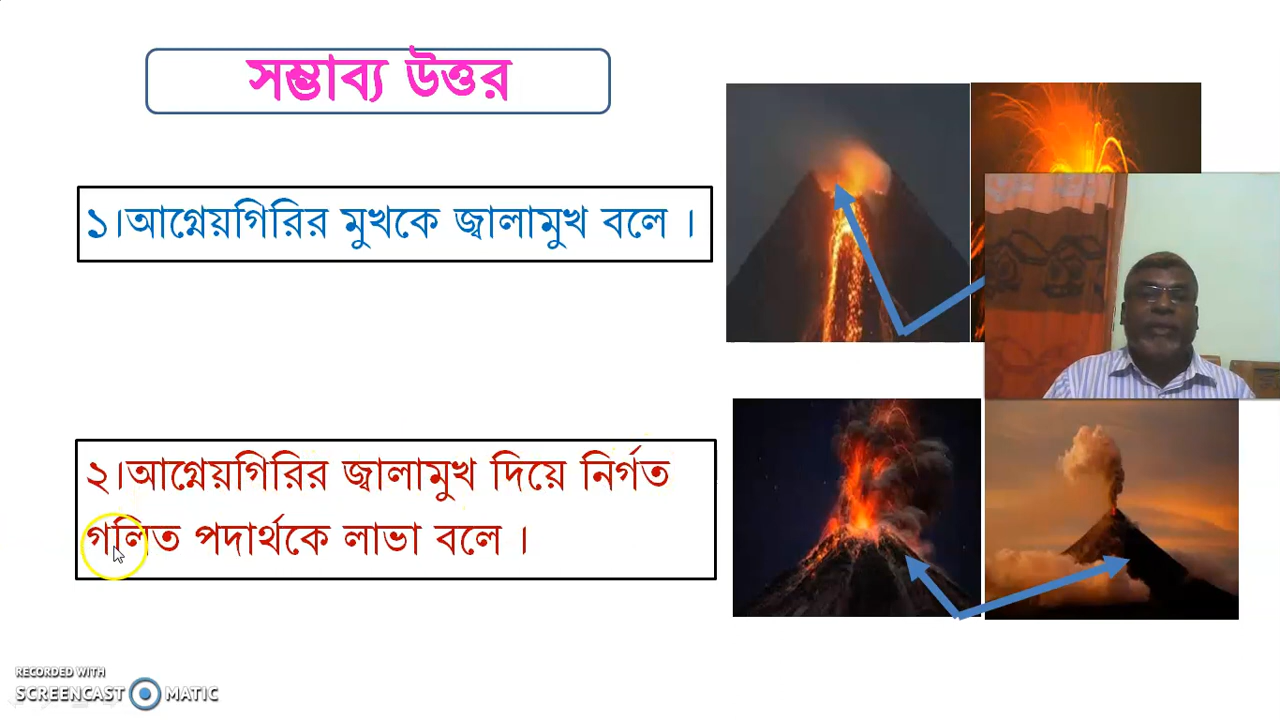 সম্ভাব্য উত্তর
১।আগ্নেয়গিরির মুখকে জ্বালামুখ বলে ।
২।আগ্নেয়গিরির জ্বালামুখ দিয়ে নির্গত
গলিত পদার্থকে লাভা বলে ।
RECORDED WITH
SCREENCAST MATIC